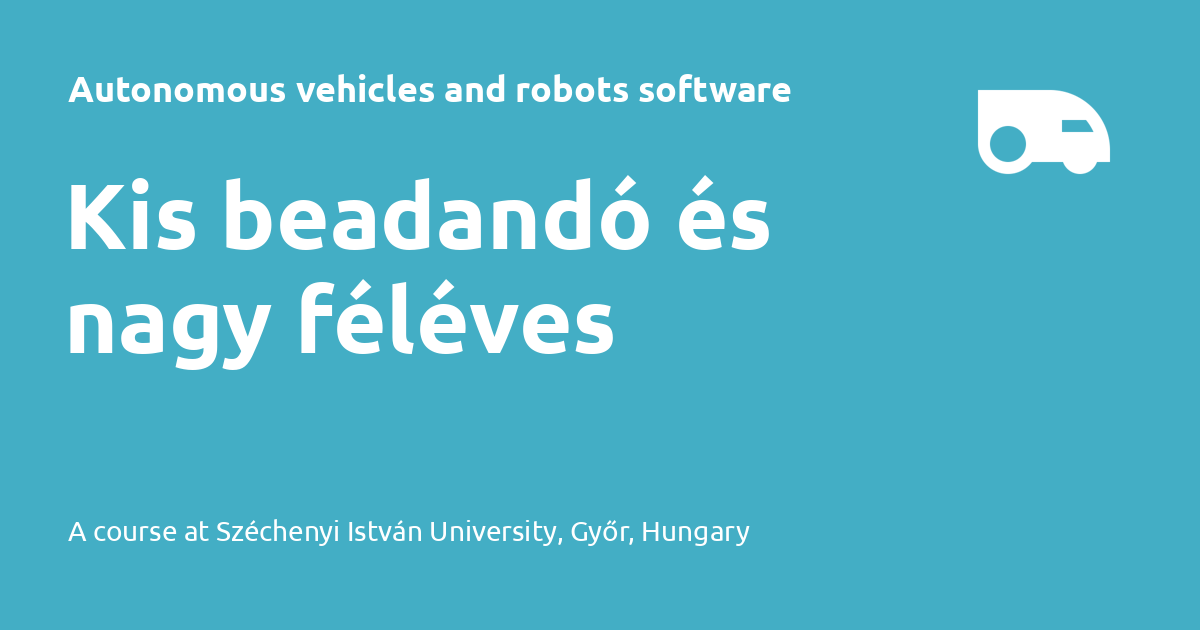 Autonomous vehicles and robots software
Kis beadandó és
nagy féléves
A course at Széchenyi István University, Győr, Hungary